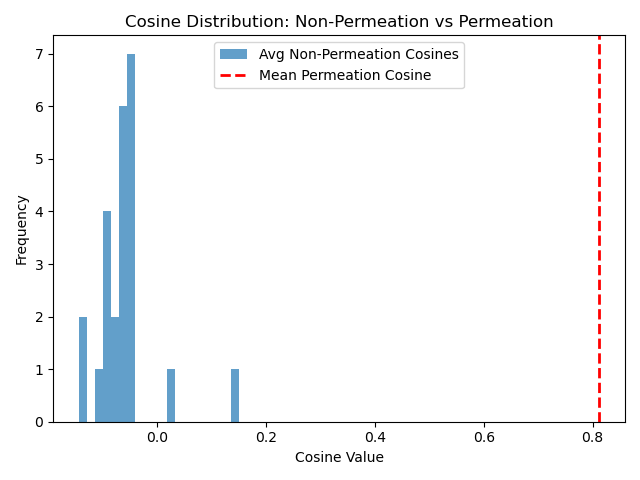 Cosine Distribution: Non-Permeation vs Permeation
Avg Non-Permeation Cosines
Mean Permeation Cosine
Frequency
7
6
5
4
3
2
1
0
0.0 0.2 0.4 0.6 0.8
Cosine Value